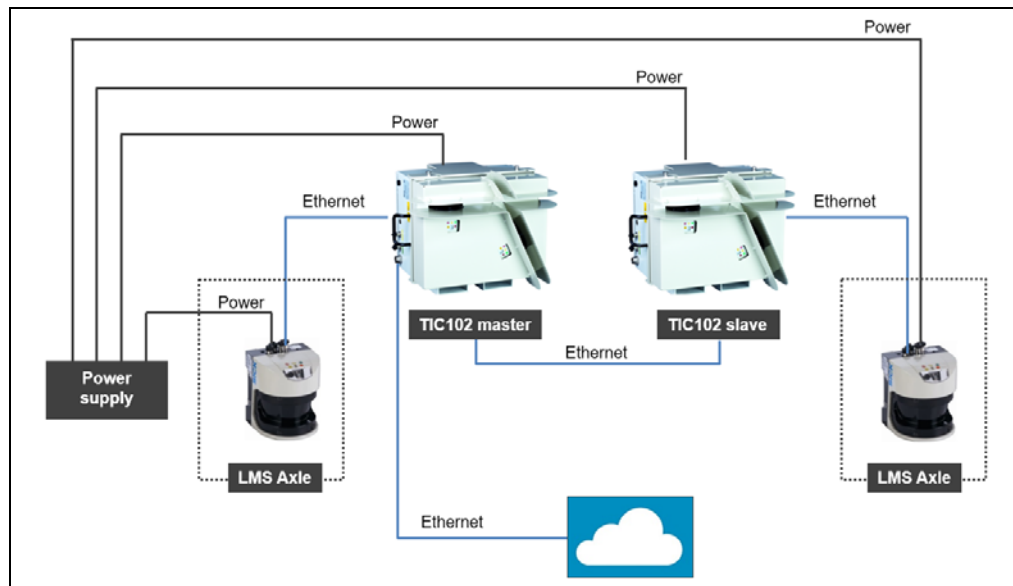 Power
Power
Power
Ethernet
Ethernet
Power
TIC102 master
TIC102 slave
Ethernet
Power
supply
LMS Axle
LMS Axle
Ethernet